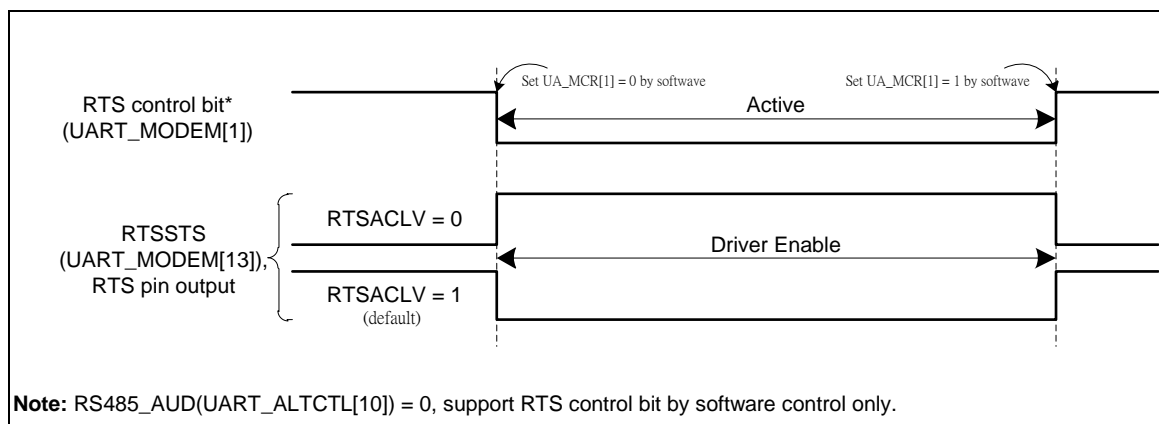 Set UA_MCR[1] = 0 by softwave
Set UA_MCR[1] = 1 by softwave
RTS control bit*
(UART_MODEM[1])
Active
RTSACLV = 0
RTSSTS
(UART_MODEM[13]),
RTS pin output
Driver Enable
RTSACLV = 1
(default)
Note: RS485_AUD(UART_ALTCTL[10]) = 0, support RTS control bit by software control only.